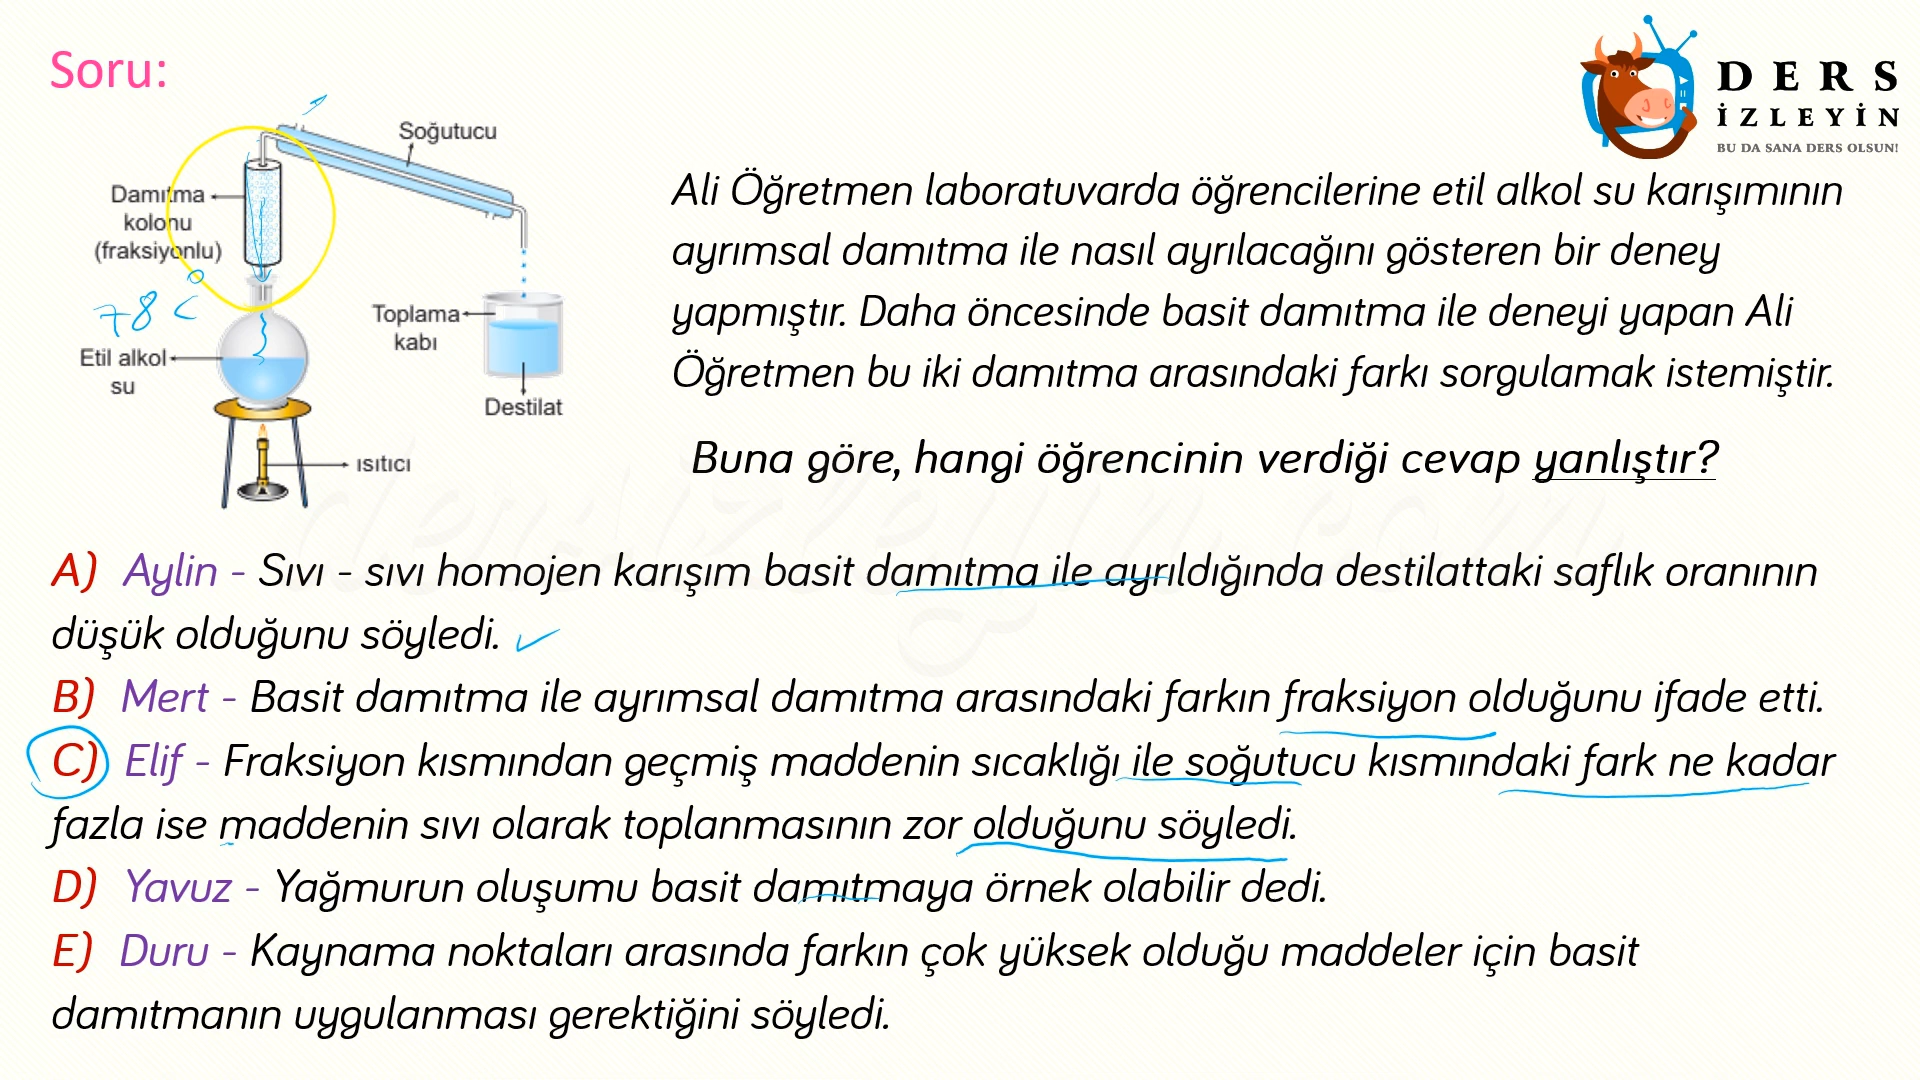 Soru:
DERS
İZLEYİN
BU DA SANA DERS OLSUN!
Soğutucu
Damıtma
kolonu
(fraksiyonlu)
78 C°
Etil alkol
su
Toplama
kabı
Destilat
ısıtıcı
Ali Öğretmen laboratuvarda öğrencilerine etil alkol su karışımının
ayrımsal damıtma ile nasıl ayrılacağını gösteren bir deney
yapmıştır. Daha öncesinde basit damıtma ile deneyi yapan Ali
Öğretmen bu iki damıtma arasındaki farkı sorgulamak istemiştir.
Buna göre, hangi öğrencinin verdiği cevap yanlıştır?
A) Aylin - Sıvı - sıvı homojen karışım basit damıtma ile ayrıldığında destilattaki saflık oranının
düşük olduğunu söyledi.
B) Mert - Basit damıtma ile ayrımsal damıtma arasındaki farkın fraksiyon olduğunu ifade etti.
C) Elif - Fraksiyon kısmından geçmiş maddenin sıcaklığı ile soğutucu kısmındaki fark ne kadar
fazla ise maddenin sıvı olarak toplanmasının zor olduğunu söyledi.
D) Yavuz - Yağmurun oluşumu basit damıtmaya örnek olabilir dedi.
E) Duru - Kaynama noktaları arasında farkın çok yüksek olduğu maddeler için basit
damıtmanın uygulanması gerektiğini söyledi.
dersizleyin.com